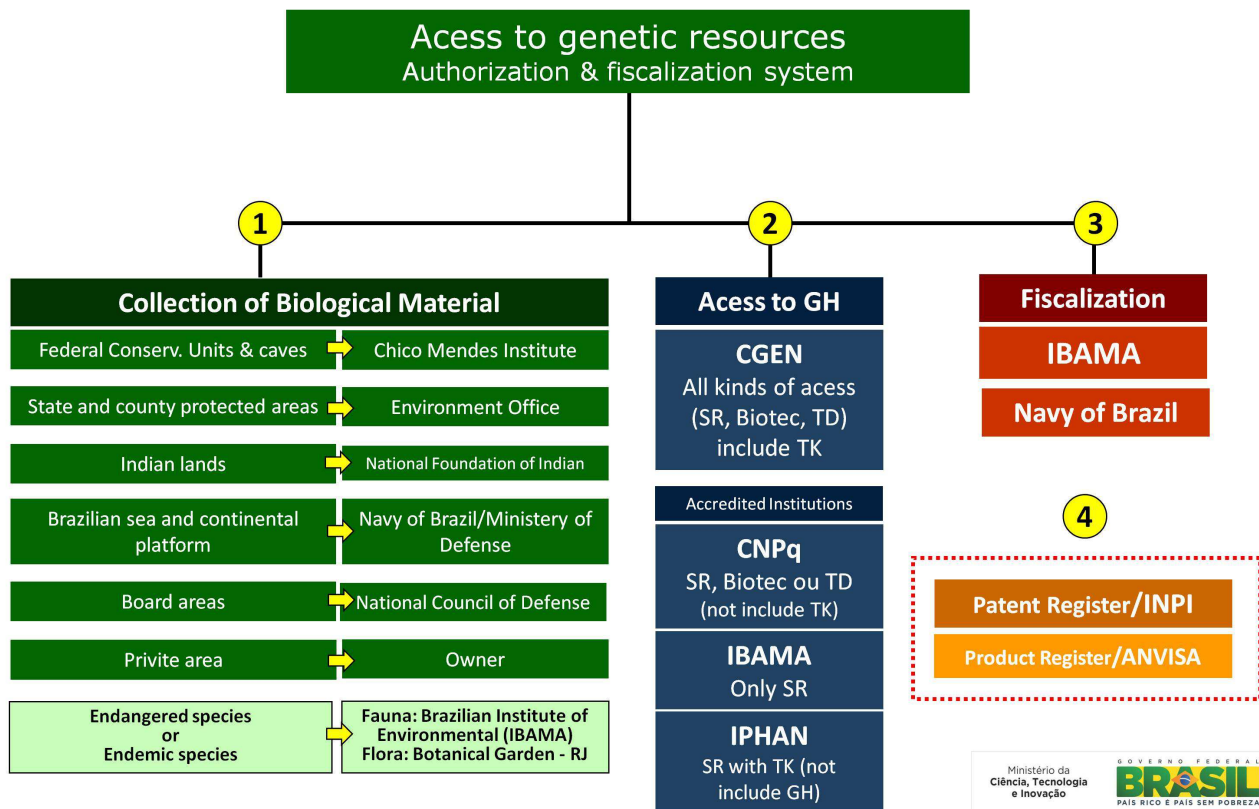 Acess to genetic resources
Authorization & fiscalization system
1
2
3
Collection of Biological Material
Federal Conserv. Units & caves
Chico Mendes Institute
State and county protected areas
Environment Office
Indian lands
National Foundation of Indian
Brazilian sea and continental
platform
Navy of Brazil/Ministery of
Defense
Board areas
National Council of Defense
Privite area
Owner
Endangered species
or
Endemic species
Fauna: Brazilian Institute of
Environmental (IBAMA)
Flora: Botanical Garden - RJ
Acess to GH
CGEN
All kinds of acess
(SR, Biotec, TD)
include TK
Accredited Institutions
CNPq
SR, Biotec ou TD
(not include TK)
IBAMA
Only SR
IPHAN
SR with TK (not
include GH)
Fiscalization
IBAMA
Navy of Brazil
4
Patent Register/INPI
Product Register/ANVISA
Ministério da
Ciência, Tecnologia
e Inovação
GOVERNO FEDERAL
BRASIL
PAÍS RICO É PAÍS SEM POBREZA